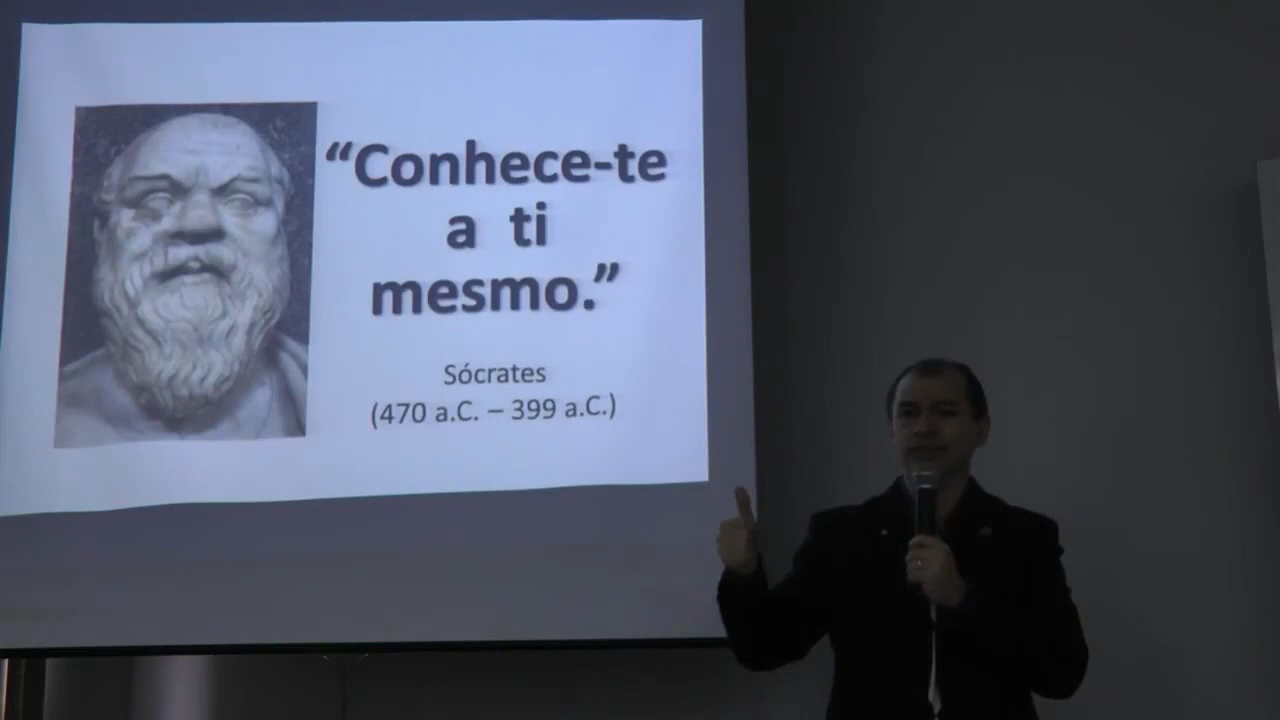 “Conhece-te
a ti
mesmo.”
Sócrates
(470 a.C. – 399 a.C.)